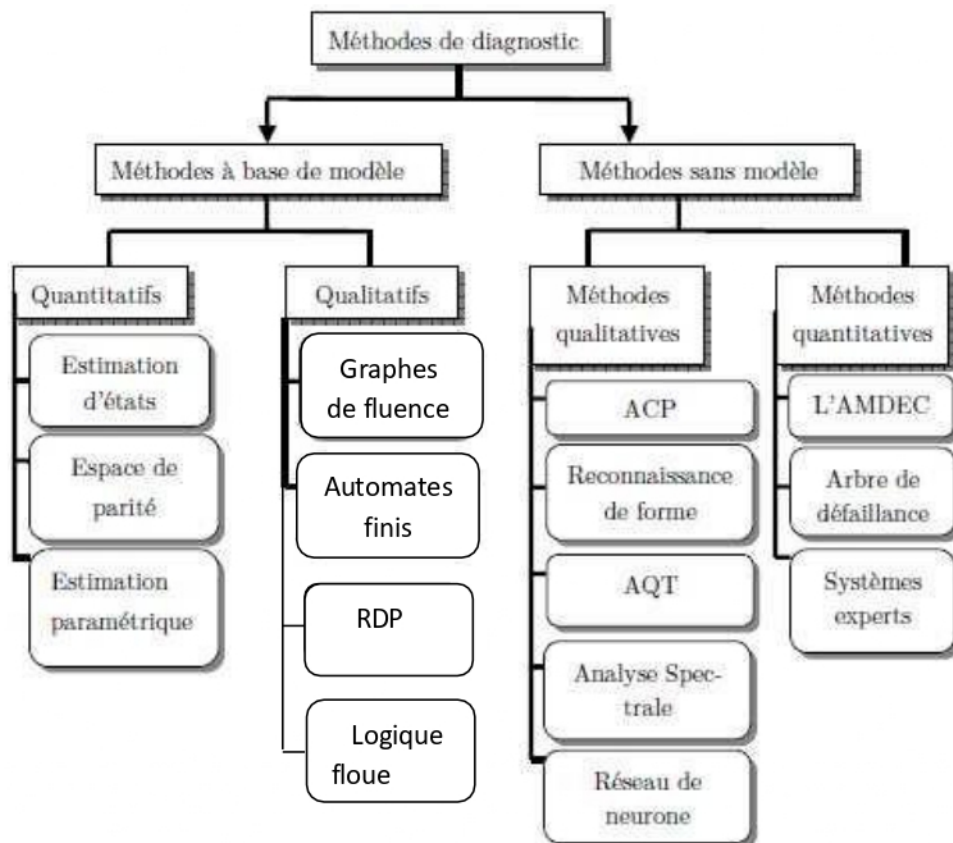 Méthodes de diagnostic
Méthodes à base de modèle
Méthodes sans modèle
Quantitatifs
Estimation
d'états
Espace de
parité
Estimation
paramétrique
Qualitatifs
Graphes
de fluence
Automates
finis
RDP
Logique
floue
Méthodes
qualitatives
ACP
Reconnaissance
de forme
AQT
Analyse Spec-
trale
Réseau de
neurone
Méthodes
quantitatives
L'AMDEC
Arbre de
défaillance
Systèmes
experts